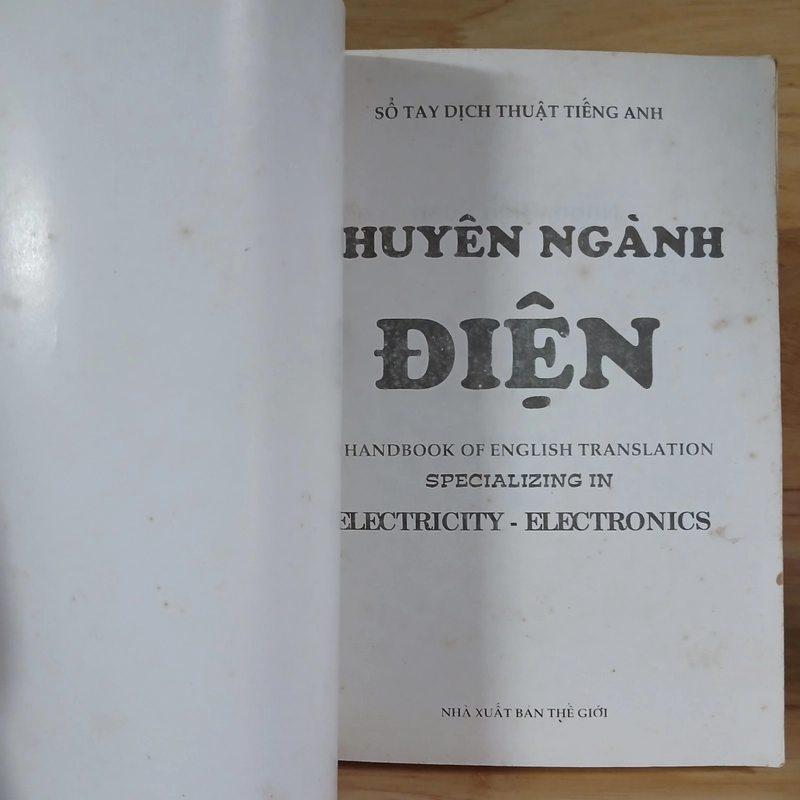 SỔ TAY DỊCH THUẬT TIẾNG ANH
HUYÊN NGÀNH
ĐIỆN
HANDBOOK OF ENGLISH TRANSLATION
SPECIALIZING IN
ELECTRICITY - ELECTRONICS
NHÀ XUẤT BẢN THẾ GIỚI